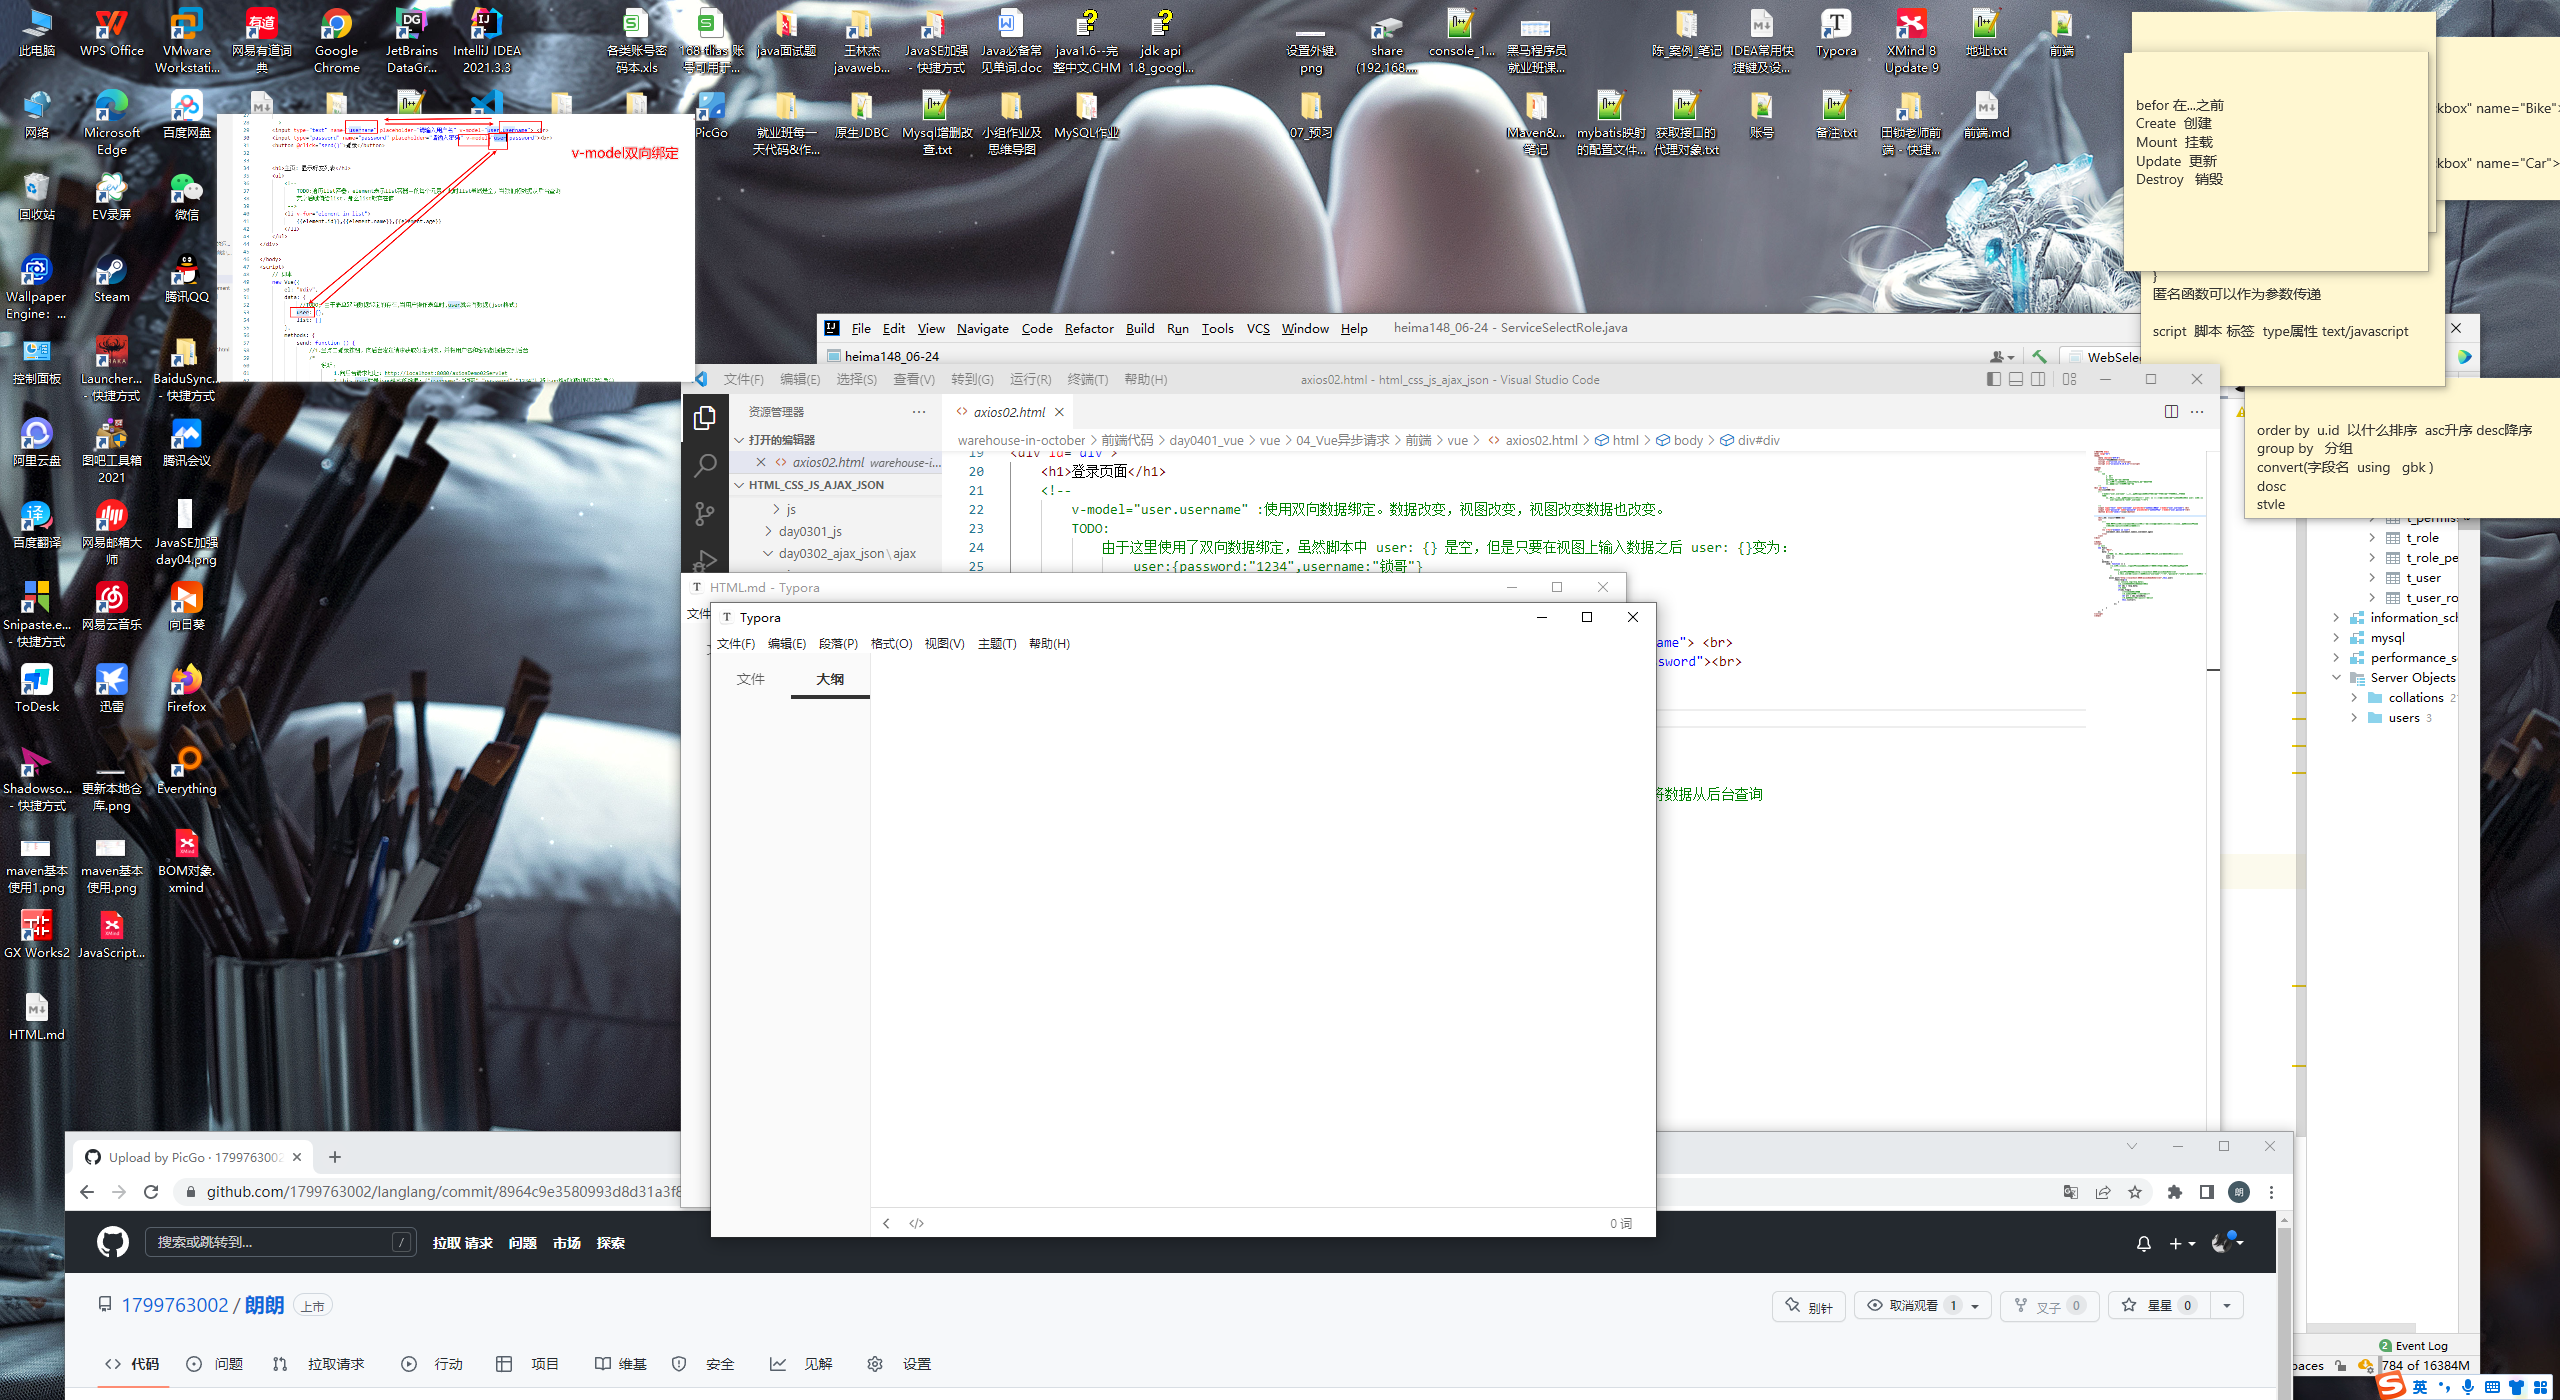 此电脑
WPS Office
VMware Workstati...
网易有道词典
Google Chrome
JetBrains DataGr...
IntelliJ IDEA 2021.3.3
各类账号密码本.xls
java面试题
王林杰 javaweb...
JavaSE加强 - 快捷方式
Java必备常见单词.doc
java1.6--完整中文.CHM
jdk api 1.8_googl...
设置外键.png
share (192.168....
console_1...
黑马程序员就业班课...
陈_案例_笔记
IDEA常用快捷键及设...
Typora
XMind 8 Update 9
地址.txt
前端
网络
Microsoft Edge
百度网盘
PicGo
就业班每一天代码&作...
原生JDBC
Mysql增删改查.txt
小组作业及思维导图
MySQL作业
07_预习
Maven&... 笔记
mybatis映射的配置文件...
获取接口的代理对象.txt
账号
备注.txt
田锁老师前端 - 快捷...
前端.md
回收站
EV录屏
微信
Wallpaper Engine: ...
Steam
腾讯QQ
控制面板
Launcher... - 快捷方式
BaiduSync... - 快捷方式
阿里云盘
图吧工具箱 2021
腾讯会议
百度翻译
网易邮箱大师
JavaSE加强 day04.png
Snipaste.e... - 快捷方式
网易云音乐
向日葵
ToDesk
迅雷
Firefox
Shadowso... - 快捷方式
更新本地仓库.png
Everything
maven基本使用1.png
maven基本使用.png
BOM对象.xmind
GX Works2
JavaScript...
HTML.md
v-model双向绑定
befor 在...之前
Create 创建
Mount 挂载
Update 更新
Destroy 销毁
kbox" name="Bike">
kbox" name="Car">
}
匿名函数可以作为参数传递
script 脚本 标签 type属性 text/javascript
order by u.id 以什么排序 asc升序 desc降序
group by 分组
convert(字段名 using gbk )
dosc
style
File Edit View Navigate Code Refactor Build Run Tools VCS Window Help heima148_06-24 - ServiceSelectRole.java
heima148_06-24
WebSele
文件(F) 编辑(E) 选择(S) 查看(V) 转到(G) 运行(R) 终端(T) 帮助(H) axios02.html - html_css_js_ajax_json - Visual Studio Code
资源管理器
axios02.html
打开的编辑器
axios02.html warehouse-i...
HTML_CSS_JS_AJAX_JSON
js
day0301_js
day0302_ajax_json \ ajax
warehouse-in-october > 前端代码 > day0401_vue > vue > 04_Vue异步请求 > 前端 > vue > axios02.html > html > body > div#div
19 <div id="div">
20 <h1>登录页面</h1>
21 <!--
22 v-model="user.username" :使用双向数据绑定。数据改变，视图改变，视图改变数据也改变。
23 TODO:
24 由于这里使用了双向数据绑定，虽然脚本中 user: {} 是空，但是只要在视图上输入数据之后 user: {}变为:
25 user:{password:"1234",username:"锁哥"}
ame"> <br>
sword"><br>
将数据从后台查询
HTML.md - Typora
文件
Typora
文件(F) 编辑(E) 段落(P) 格式(O) 视图(V) 主题(T) 帮助(H)
文件 大纲
0 词
t_permis
t_role
t_role_pe
t_user
t_user_ro
information_sch
mysql
performance_s
Server Objects
collations
users 3
Upload by PicGo · 1799763002
github.com/1799763002/langlang/commit/8964c9e3580993d8d31a3f8
朗
搜索或跳转到... /
拉取 请求 问题 市场 探索
1799763002 / 朗朗 上市
别针 取消观看 1 叉子 0 星星 0
代码 问题 拉取请求 行动 项目 维基 安全 见解 设置
2 Event Log
paces 784 of 16384M
英